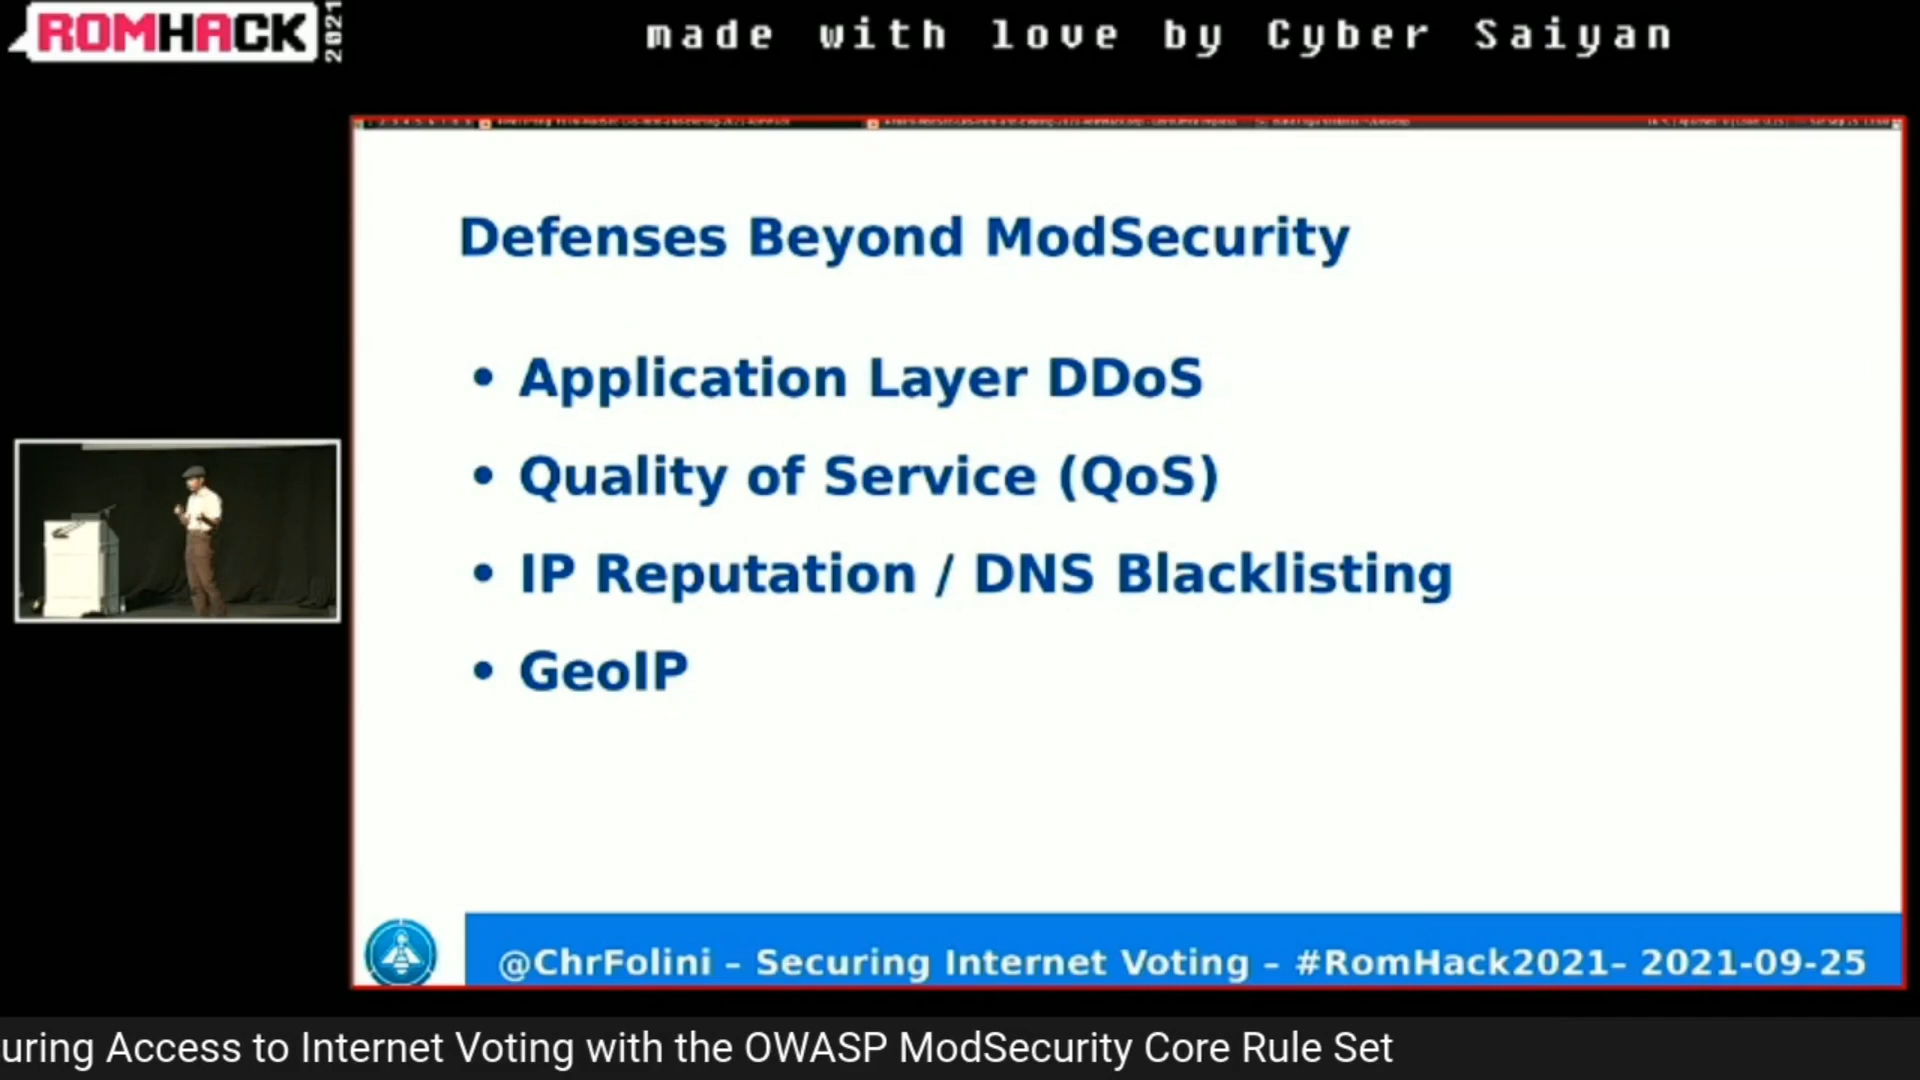 ROMHACK
2021
made with love by Cyber Saiyan
Defenses Beyond ModSecurity
• Application Layer DDoS
• Quality of Service (QoS)
• IP Reputation / DNS Blacklisting
• GeoIP
@ChrFolini – Securing Internet Voting – #RomHack2021– 2021-09-25
uring Access to Internet Voting with the OWASP ModSecurity Core Rule Set